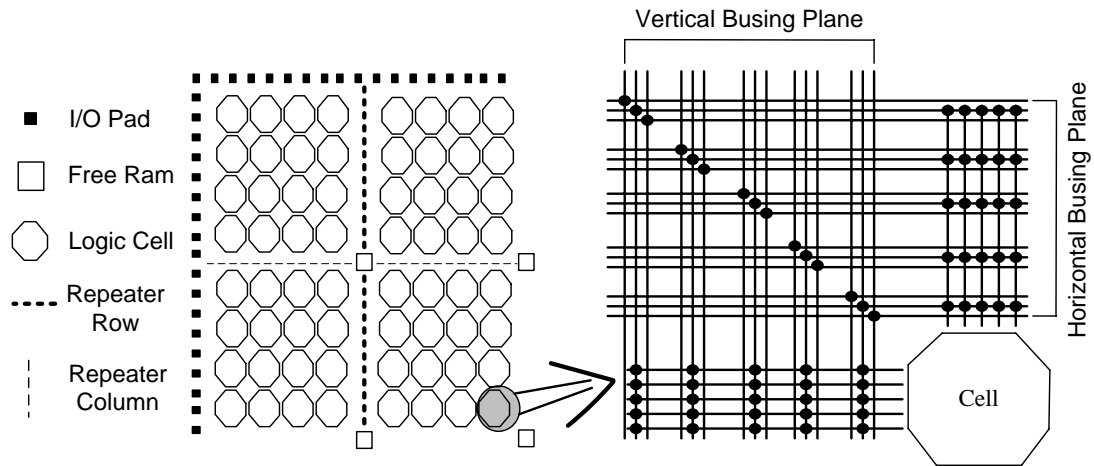 Vertical Busing Plane
I/O Pad
Free Ram
Logic Cell
Repeater
Row
Repeater
Column
Horizontal Busing Plane
Cell